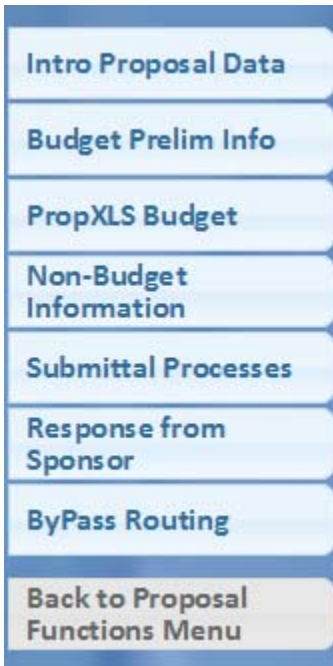 Intro Proposal Data
Budget Prelim Info
PropXLS Budget
Non-Budget
Information
Submittal Processes
Response from
Sponsor
ByPass Routing
Back to Proposal
Functions Menu